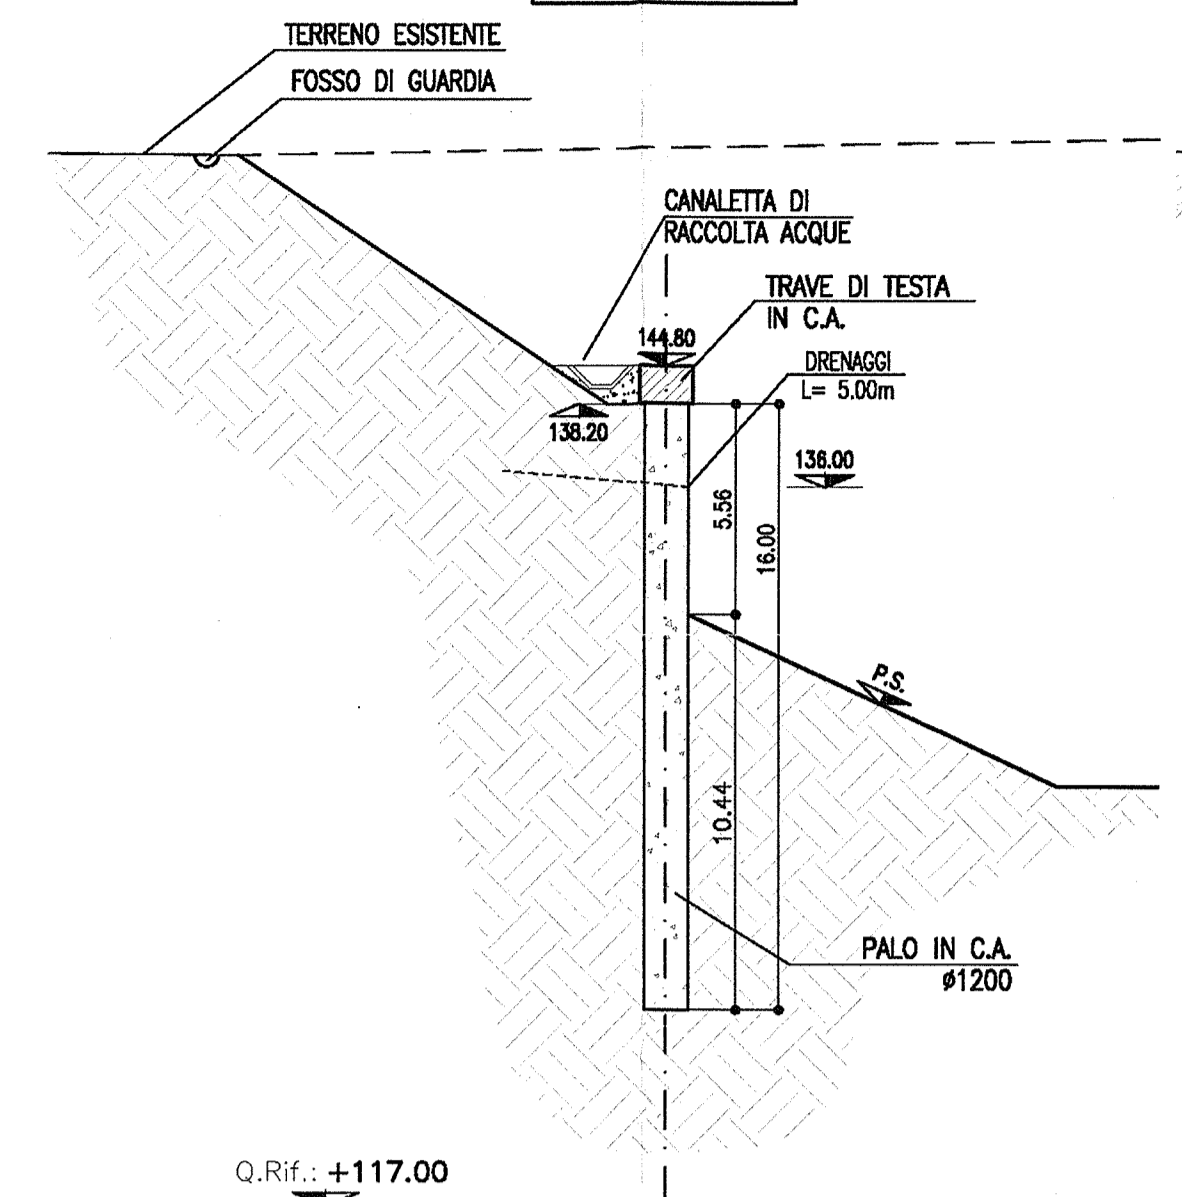 TERRENO ESISTENTE
FOSSO DI GUARDIA
CANALETTA DI
RACCOLTA ACQUE
TRAVE DI TESTA
IN C.A.
144.80
DRENAGGI
L= 5.00m
138.20
136.00
5.56
16.00
P.S.
10.44
PALO IN C.A.
ø1200
Q.Rif.: +117.00